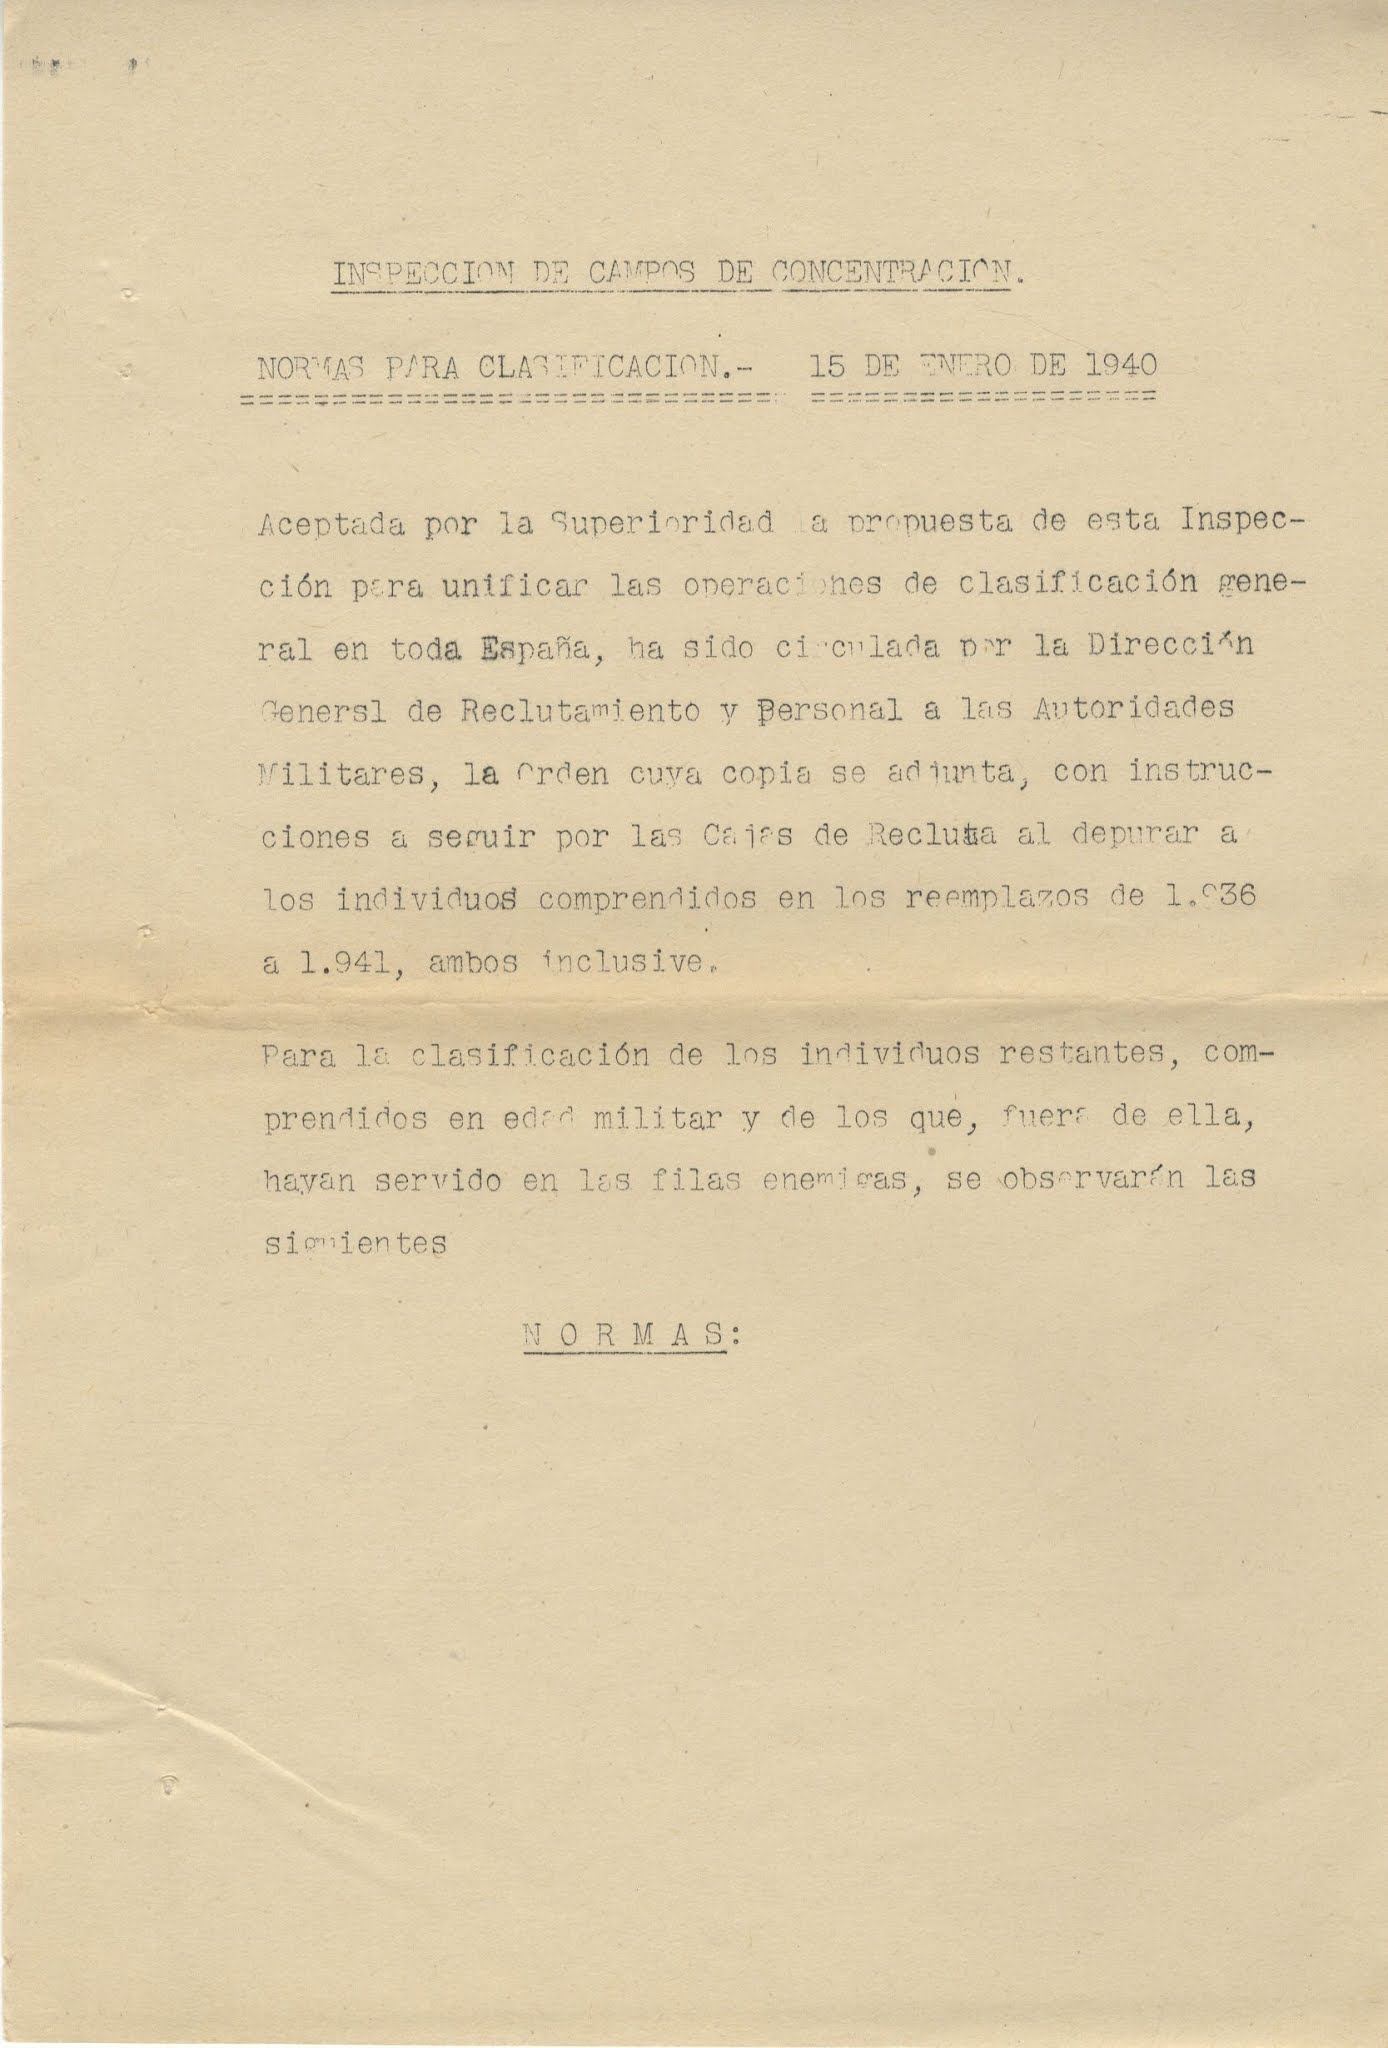 INSPECCION DE CAMPOS DE CONCENTRACION.
NORMAS PARA CLASIFICACION.- 15 DE ENERO DE 1940
Aceptada por la Superioridad la propuesta de esta Inspec-
ción para unificar las operaciones de clasificación gene-
ral en toda España, ha sido circulada por la Dirección
Genersl de Reclutamiento y Personal a las Autoridades
Militares, la Orden cuya copia se adjunta, con instruc-
ciones a seguir por las Cajas de Recluta al depurar a
los individuos comprendidos en los reemplazos de 1.936
a 1.941, ambos inclusive.
Para la clasificación de los individuos restantes, com-
prendidos en edad militar y de los que, fuera de ella,
hayan servido en las filas enemigas, se observarán las
siguientes
N O R M A S: